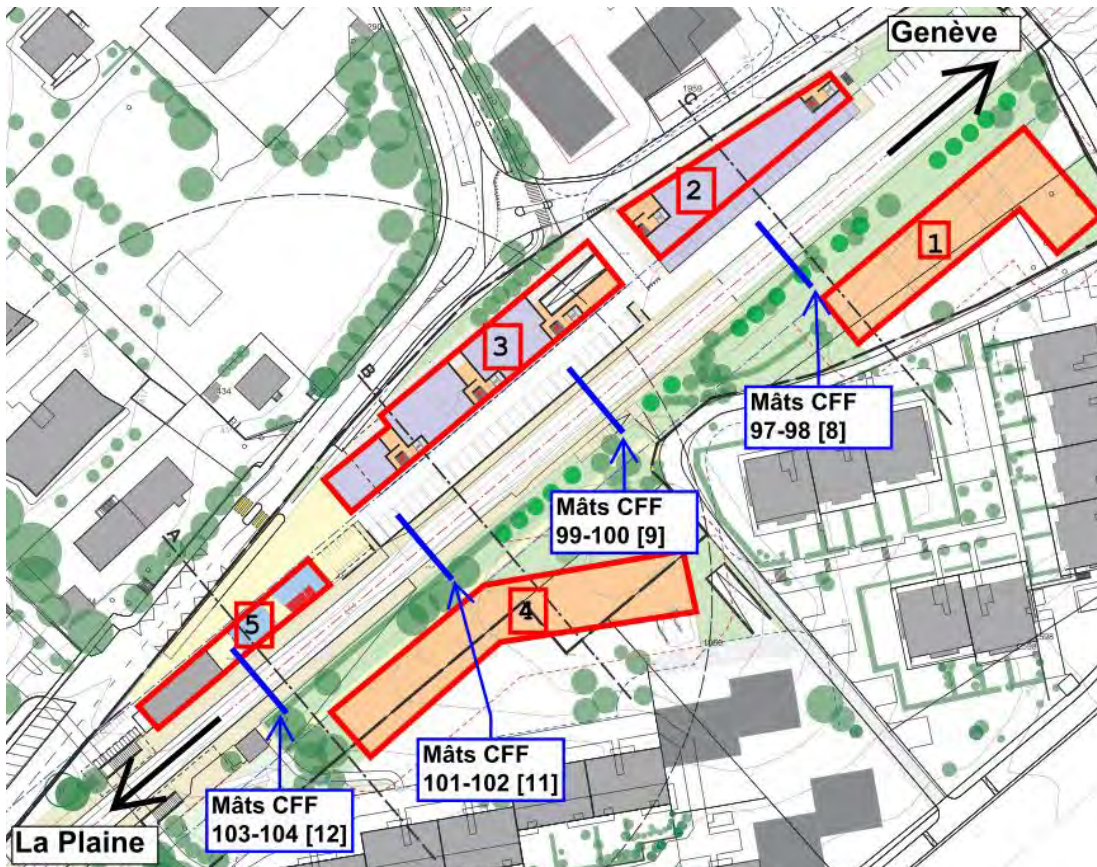 Genève
1959
C
2
1
3
B
Mâts CFF
97-98 [8]
Mâts CFF
99-100 [9]
A
4
5
Mâts CFF
101-102 [11]
Mâts CFF
103-104 [12]
La Plaine